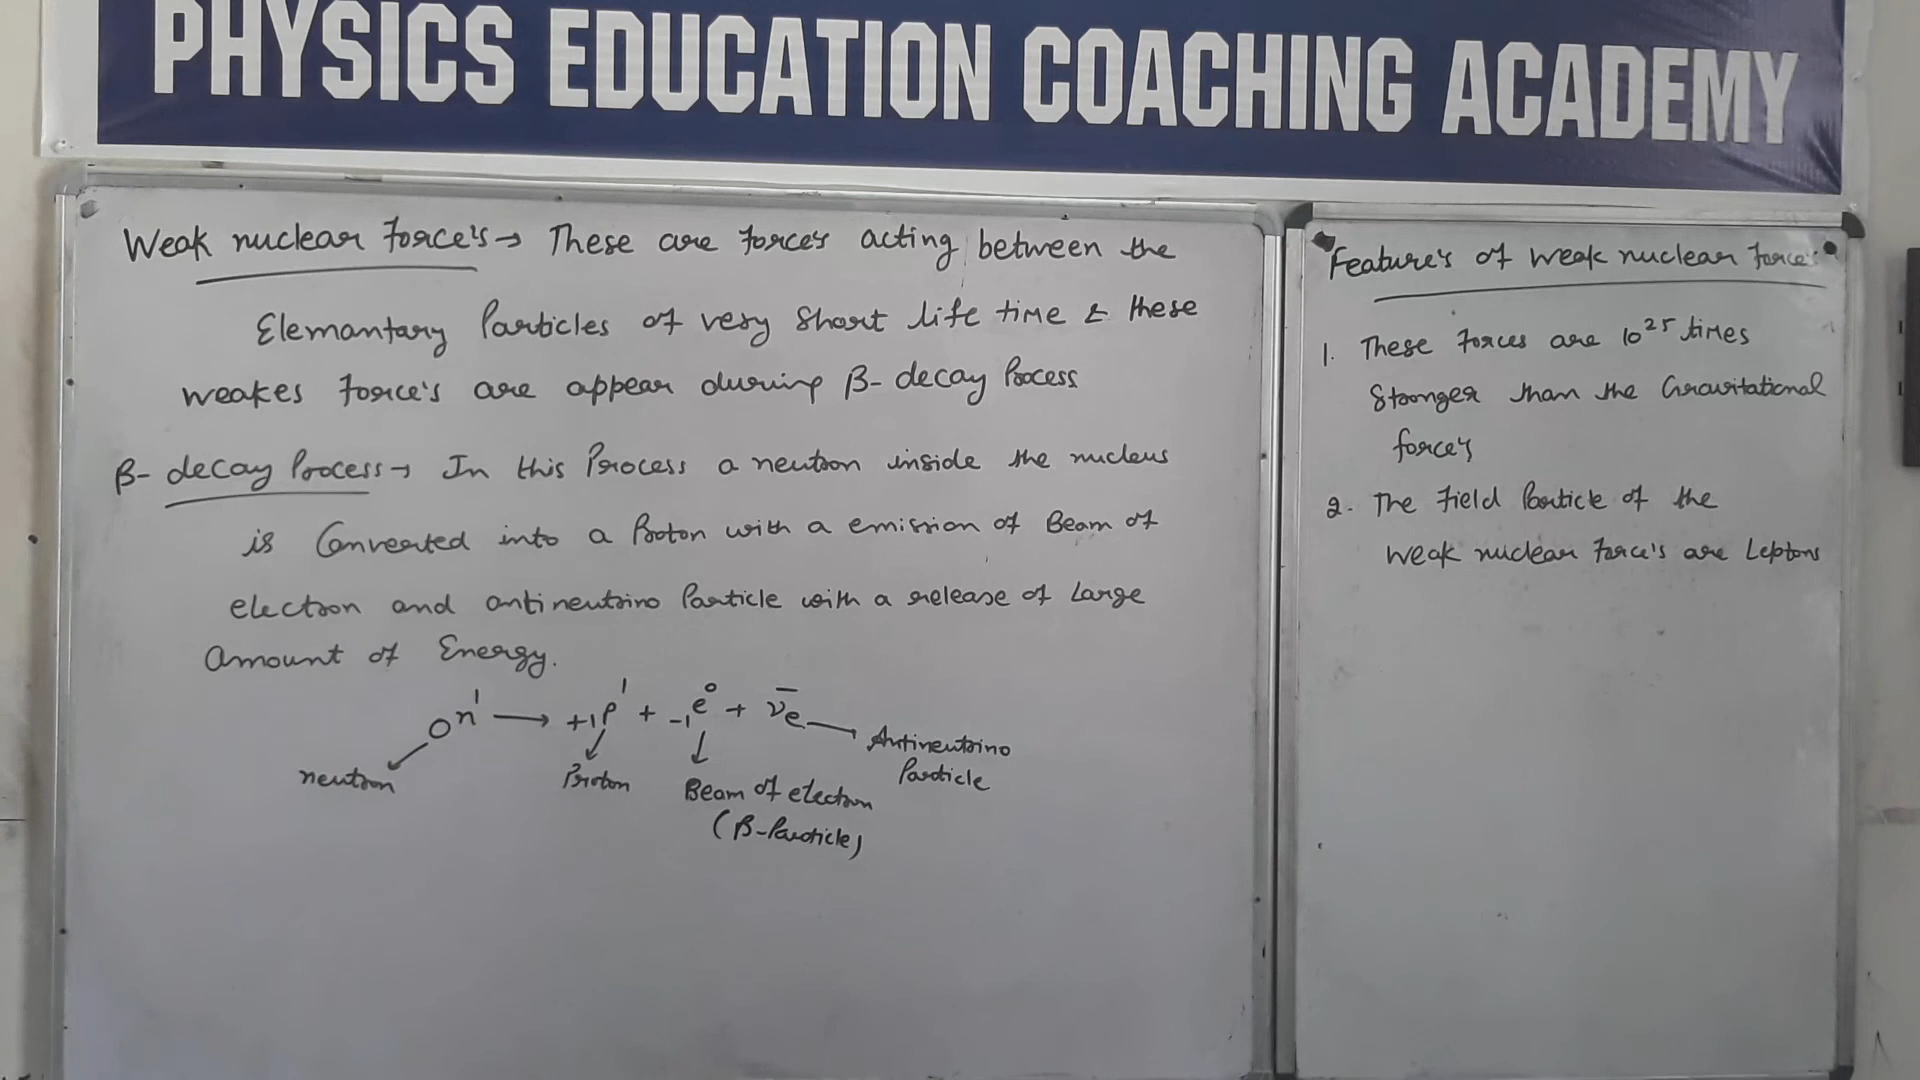 PHYSICS EDUCATION COACHING ACADEMY
Weak nuclear force's → These are force's acting between the
Elemantary Particles of very Short life time & these
weakes force's are appear during β-decay Process
β-decay Process → In this Process a neutron inside the nucleus
is Converted into a Proton with a emission of Beam of
electron and antineutrino Particle with a release of Large
Amount of Energy.
₀n¹ → ₊₁P¹ + ₋₁e⁰ + ν̄e
neutron
Proton
Beam of electron
(β-Particle)
Antineutrino
Particle
Feature's of weak nuclear force's
1. These forces are 10²⁵ times
Stronger than the Gravitational
force's
2. The Field Particle of the
weak nuclear force's are Leptons